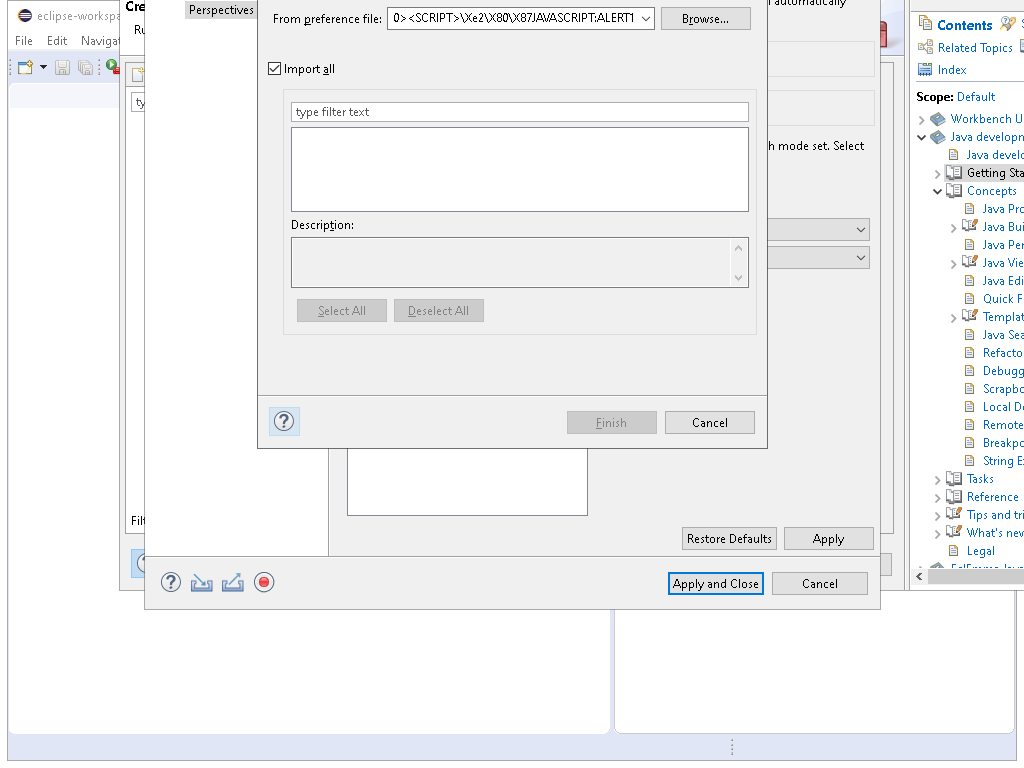 eclipse-workspa
File Edit Navigat
Cre
Ru
ty
Filt
Perspectives
From preference file: 0><SCRIPT>\Xe2\X80\X87JAVASCRIPT:ALERT1 Browse...
Import all
type filter text
Description:
Select All Deselect All
Finish Cancel
automatically
h mode set. Select
Restore Defaults Apply
Apply and Close Cancel
Contents
Related Topics
Index
Scope: Default
Workbench U
Java developn
Java develo
Getting Sta
Concepts
Java Pro
Java Bui
Java Per
Java Vie
Java Edi
Quick F
Templat
Java Sea
Refacto
Debugg
Scrapbo
Local De
Remote
Breakpo
String Ex
Tasks
Reference
Tips and tri
What's new
Legal